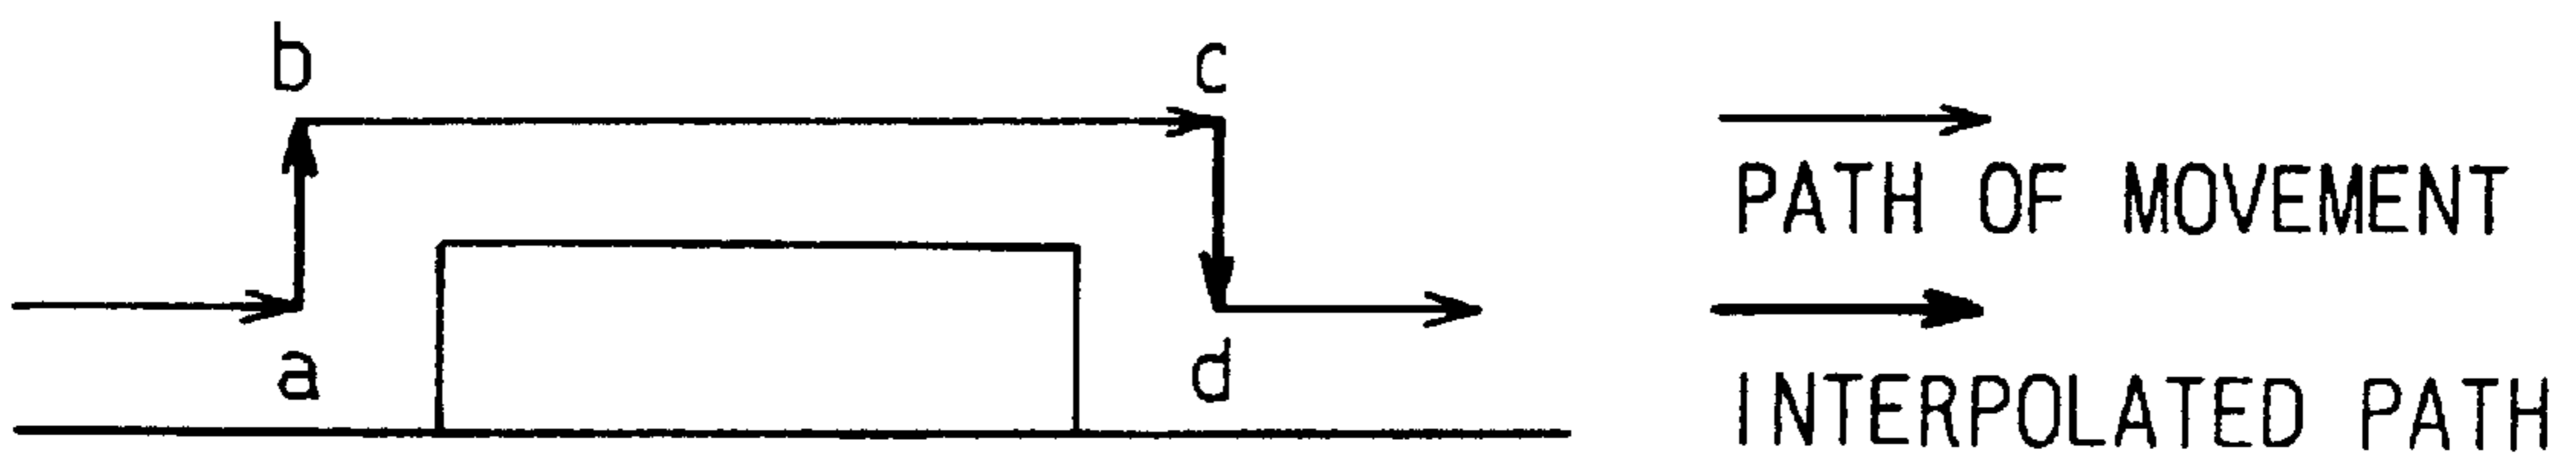 b
c
a
d
PATH OF MOVEMENT
INTERPOLATED PATH